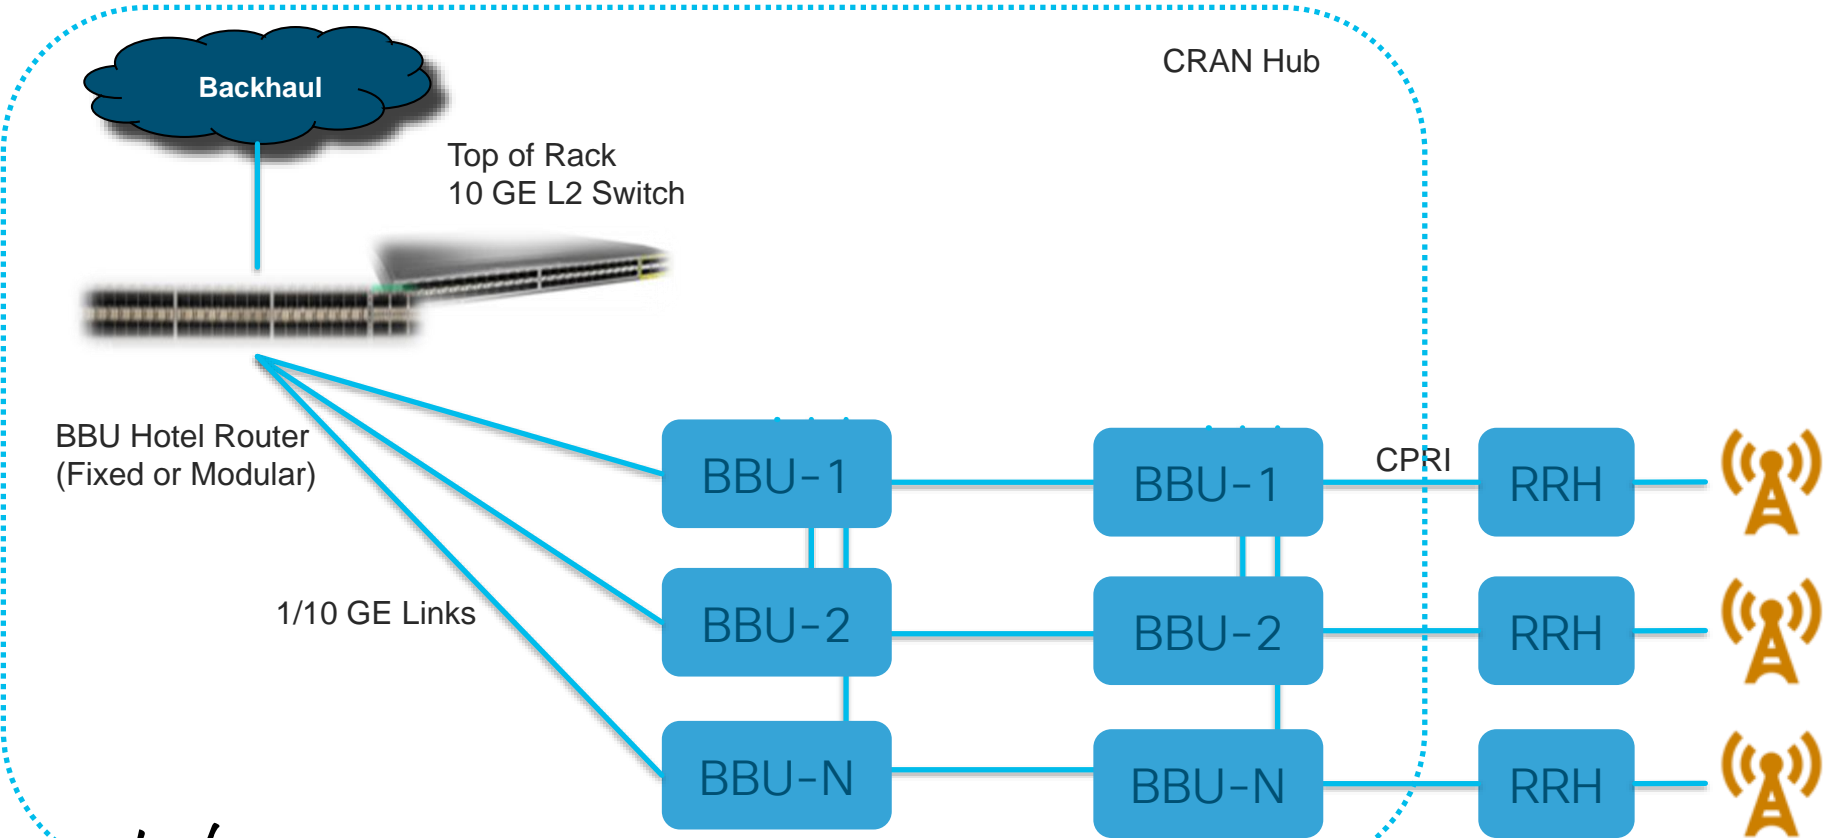 CRAN Hub
Backhaul
Top of Rack
10 GE L2 Switch
BBU Hotel Router
(Fixed or Modular)
1/10 GE Links
BBU-1
BBU-1
CPRI
RRH
BBU-2
BBU-2
RRH
BBU-N
BBU-N
RRH